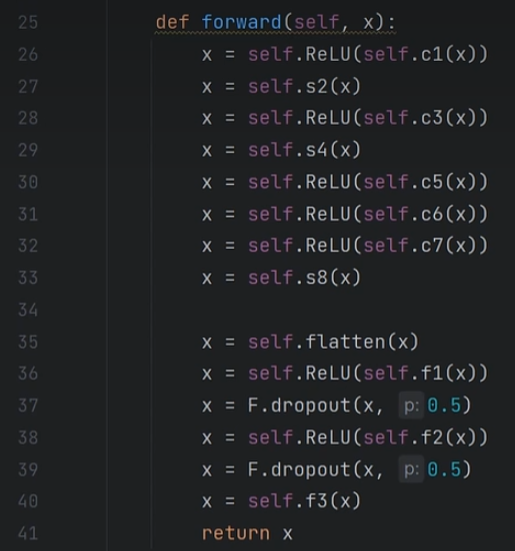 25 def forward(self, x):
26 x = self.ReLU(self.c1(x))
27 x = self.s2(x)
28 x = self.ReLU(self.c3(x))
29 x = self.s4(x)
30 x = self.ReLU(self.c5(x))
31 x = self.ReLU(self.c6(x))
32 x = self.ReLU(self.c7(x))
33 x = self.s8(x)
34
35 x = self.flatten(x)
36 x = self.ReLU(self.f1(x))
37 x = F.dropout(x, p: 0.5)
38 x = self.ReLU(self.f2(x))
39 x = F.dropout(x, p: 0.5)
40 x = self.f3(x)
41 return x